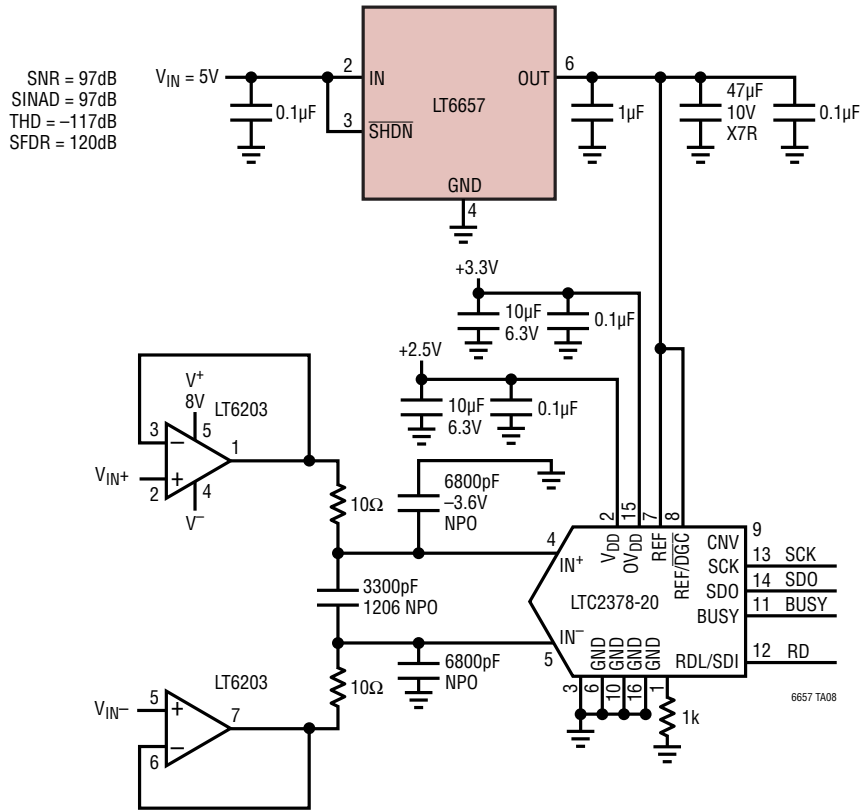 SNR = 97dB
SINAD = 97dB
THD = –117dB
SFDR = 120dB
VIN = 5V
0.1µF
2
IN
3
SHDN
LT6657
OUT
6
GND
4
1µF
47µF
10V
X7R
0.1µF
+3.3V
10µF
6.3V
0.1µF
+2.5V
10µF
6.3V
0.1µF
V+
8V
LT6203
3
–
5
1
VIN+
+
2
4
V–
10Ω
6800pF
–3.6V
NPO
3300pF
1206 NPO
6800pF
NPO
10Ω
LT6203
VIN–
5
+
7
–
6
2
15
7
8
VDD
OVDD
REF
REF/DGC
4
IN+
LTC2378-20
IN–
5
9
CNV
13
SCK
SCK
14
SDO
SDO
11
BUSY
BUSY
12
RDL/SDI
RD
GND
GND
GND
GND
3
6
10
16
1
1k
6657 TA08